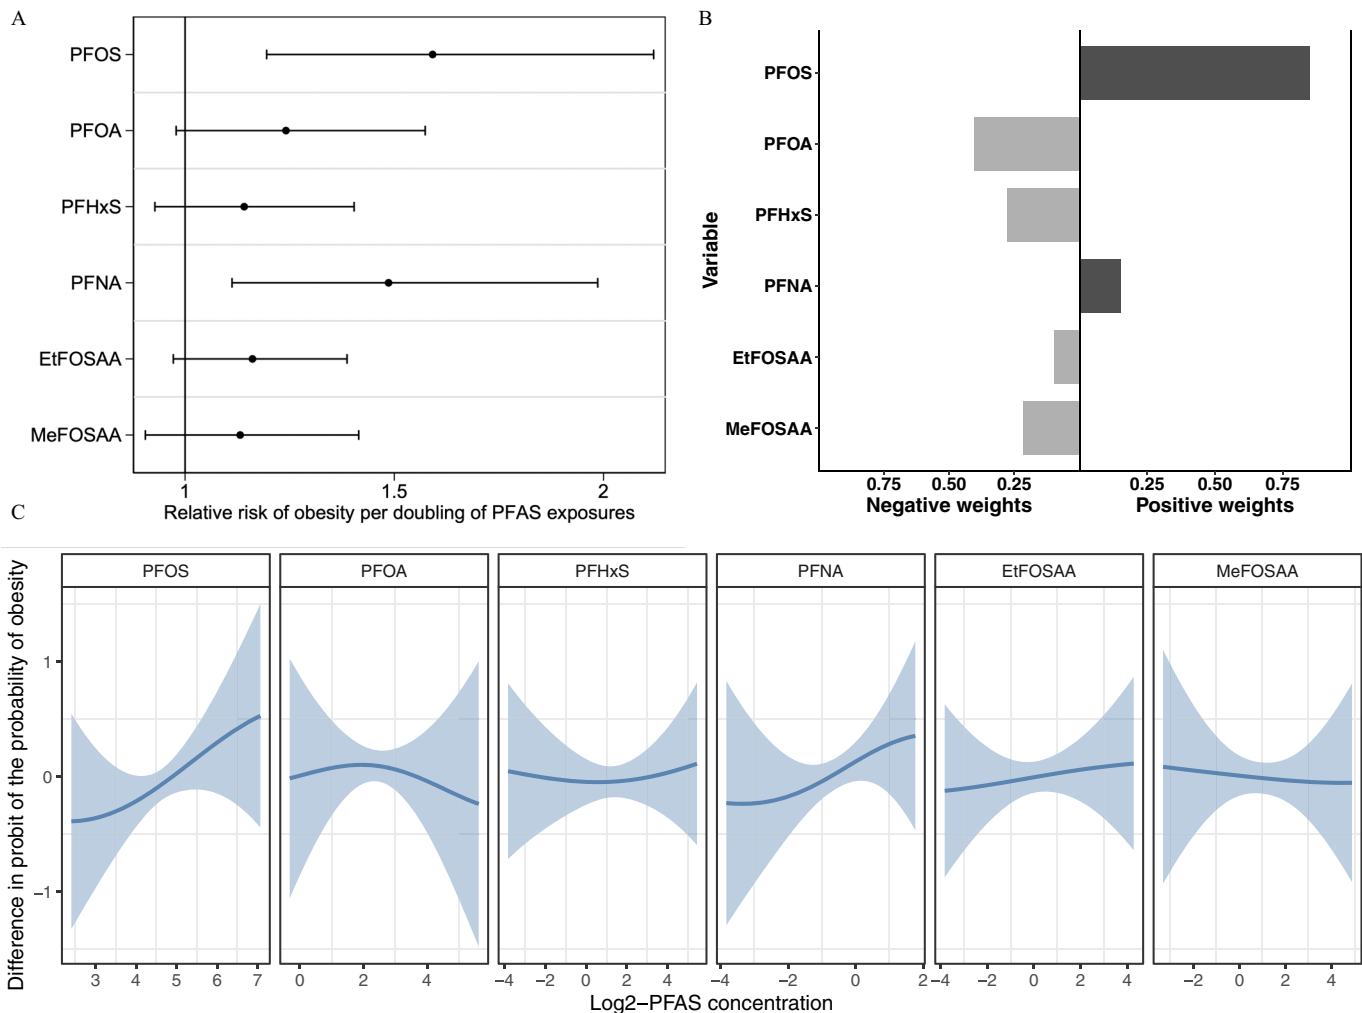 A
PFOS
PFOA
PFHxS
PFNA
EtFOSAA
MeFOSAA
1 1.5 2
Relative risk of obesity per doubling of PFAS exposures
B
Variable
PFOS
PFOA
PFHxS
PFNA
EtFOSAA
MeFOSAA
0.75 0.50 0.25 0.25 0.50 0.75
Negative weights Positive weights
C
Difference in probit of the probability of obesity
PFOS PFOA PFHxS PFNA EtFOSAA MeFOSAA
1
0
−1
3 4 5 6 7 0 2 4 −4 −2 0 2 4 −4 −2 0 2 −4 −2 0 2 4 −2 0 2 4
Log2−PFAS concentration